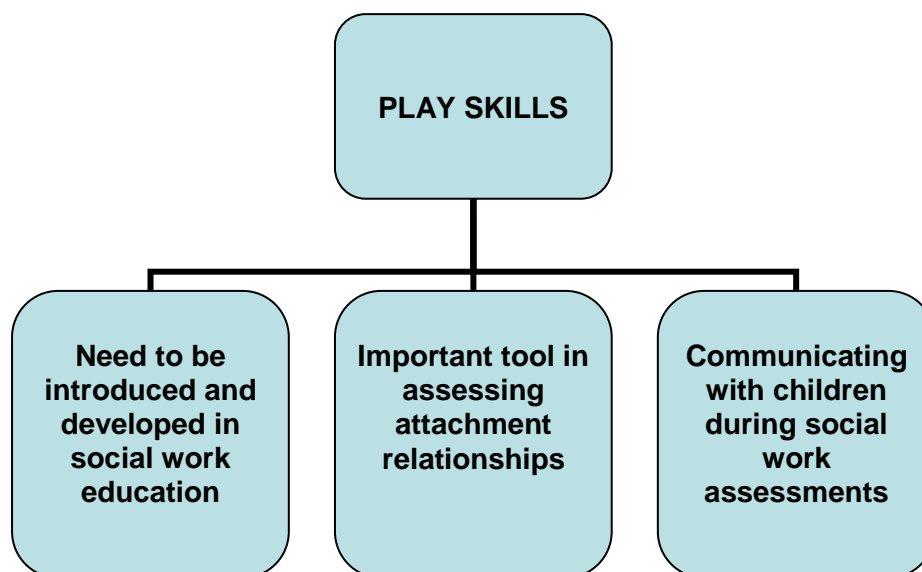 PLAY SKILLS
Need to be
introduced and
developed in
social work
education
Important tool in
assessing
attachment
relationships
Communicating
with children
during social
work
assessments